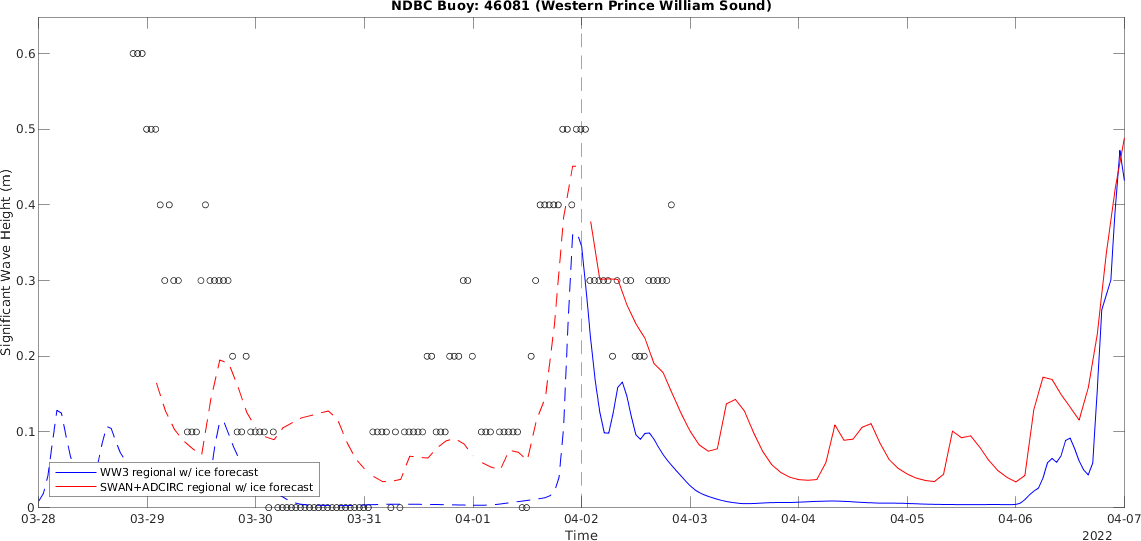 NDBC Buoy: 46081 (Western Prince William Sound)
Significant Wave Height (m)
0.6
0.5
0.4
0.3
0.2
0.1
0
WW3 regional w/ ice forecast
SWAN+ADCIRC regional w/ ice forecast
03-28 03-29 03-30 03-31 04-01 04-02 04-03 04-04 04-05 04-06 04-07
Time
2022